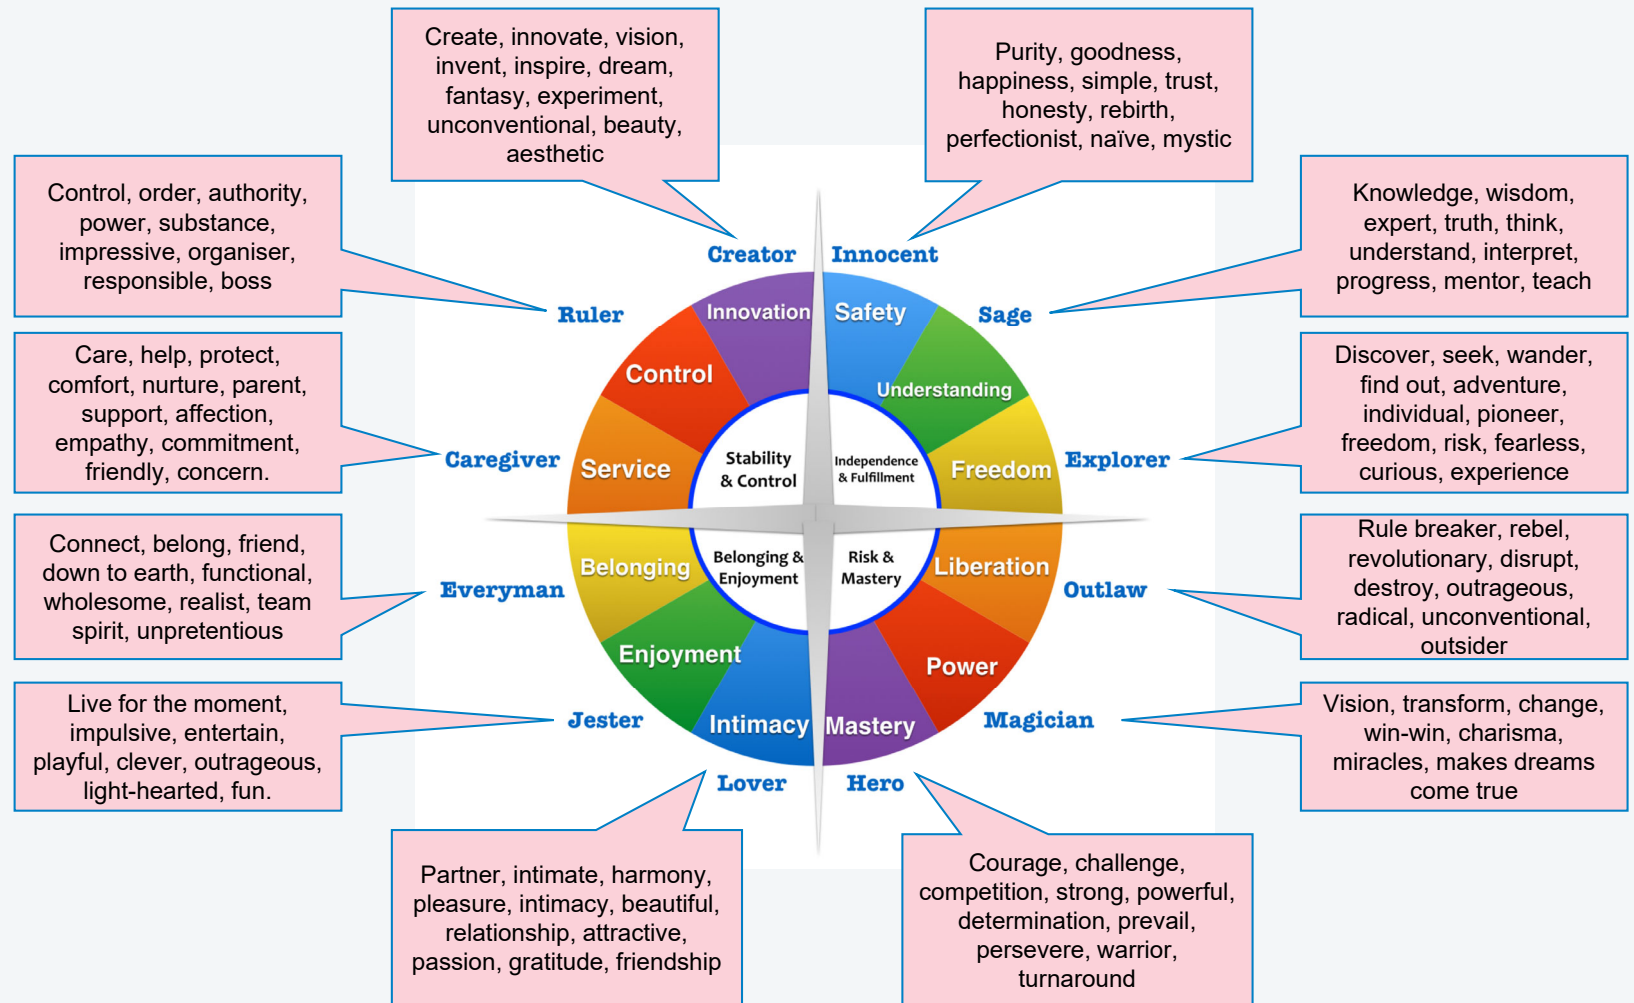 Create, innovate, vision,
invent, inspire, dream,
fantasy, experiment,
unconventional, beauty,
aesthetic
Purity, goodness,
happiness, simple, trust,
honesty, rebirth,
perfectionist, naïve, mystic
Control, order, authority,
power, substance,
impressive, organiser,
responsible, boss
Knowledge, wisdom,
expert, truth, think,
understand, interpret,
progress, mentor, teach
Creator
Innocent
Ruler
Sage
Innovation
Safety
Control
Understanding
Care, help, protect,
comfort, nurture, parent,
support, affection,
empathy, commitment,
friendly, concern.
Discover, seek, wander,
find out, adventure,
individual, pioneer,
freedom, risk, fearless,
curious, experience
Caregiver
Service
Stability
& Control
Independence
& Fulfillment
Freedom
Explorer
Connect, belong, friend,
down to earth, functional,
wholesome, realist, team
spirit, unpretentious
Rule breaker, rebel,
revolutionary, disrupt,
destroy, outrageous,
radical, unconventional,
outsider
Everyman
Belonging
Belonging &
Enjoyment
Risk &
Mastery
Liberation
Outlaw
Enjoyment
Power
Live for the moment,
impulsive, entertain,
playful, clever, outrageous,
light-hearted, fun.
Vision, transform, change,
win-win, charisma,
miracles, makes dreams
come true
Jester
Intimacy
Mastery
Magician
Lover
Hero
Partner, intimate, harmony,
pleasure, intimacy, beautiful,
relationship, attractive,
passion, gratitude, friendship
Courage, challenge,
competition, strong, powerful,
determination, prevail,
persevere, warrior,
turnaround